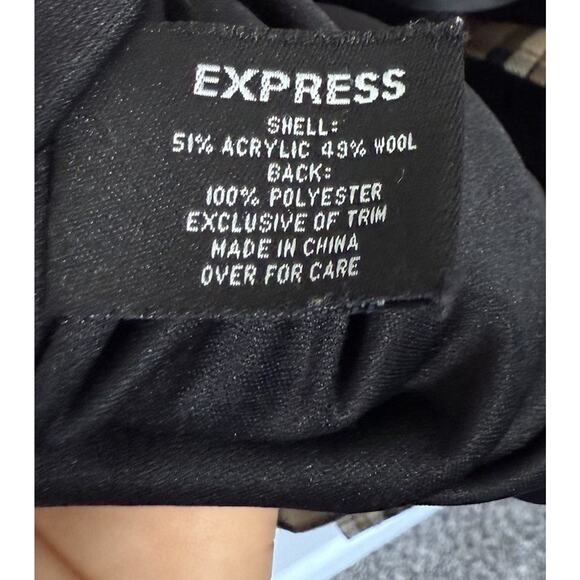 EXPRESS
SHELL:
51% ACRYLIC 49% WOOL
BACK:
100% POLYESTER
EXCLUSIVE OF TRIM
MADE IN CHINA
OVER FOR CARE